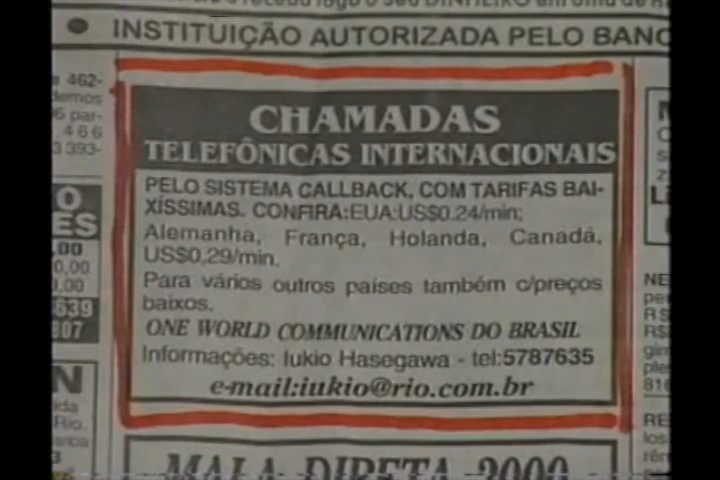 INSTITUIÇÃO AUTORIZADA PELO BANC
CHAMADAS
TELEFÔNICAS INTERNACIONAIS
PELO SISTEMA CALLBACK, COM TARIFAS BAI-
XÍSSIMAS. CONFIRA:EUA:US$0.24/min;
Alemanha, França, Holanda, Canadá,
US$0,29/min.
Para vários outros países também c/preços
baixos.
ONE WORLD COMMUNICATIONS DO BRASIL
Informações: Iukio Hasegawa - tel:5787635
e-mail:iukio@rio.com.br
MALA DIRETA 2000